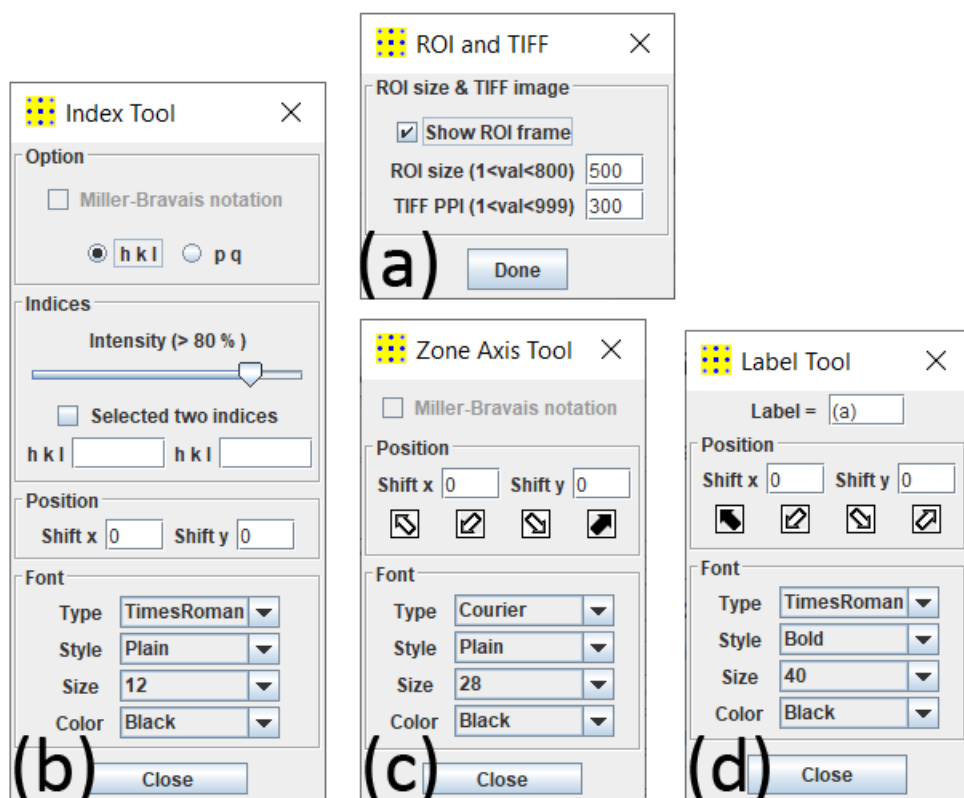 ROI and TIFF
ROI size & TIFF image
Show ROI frame
ROI size (1<val<800) 500
TIFF PPI (1<val<999) 300
Done
(a)
Index Tool
Option
Miller-Bravais notation
h k l p q
Indices
Intensity (> 80 % )
Selected two indices
h k l h k l
Position
Shift x 0 Shift y 0
Font
Type TimesRoman
Style Plain
Size 12
Color Black
Close
(b)
Zone Axis Tool
Miller-Bravais notation
Position
Shift x 0 Shift y 0
Font
Type Courier
Style Plain
Size 28
Color Black
Close
(c)
Label Tool
Label = (a)
Position
Shift x 0 Shift y 0
Font
Type TimesRoman
Style Bold
Size 40
Color Black
Close
(d)